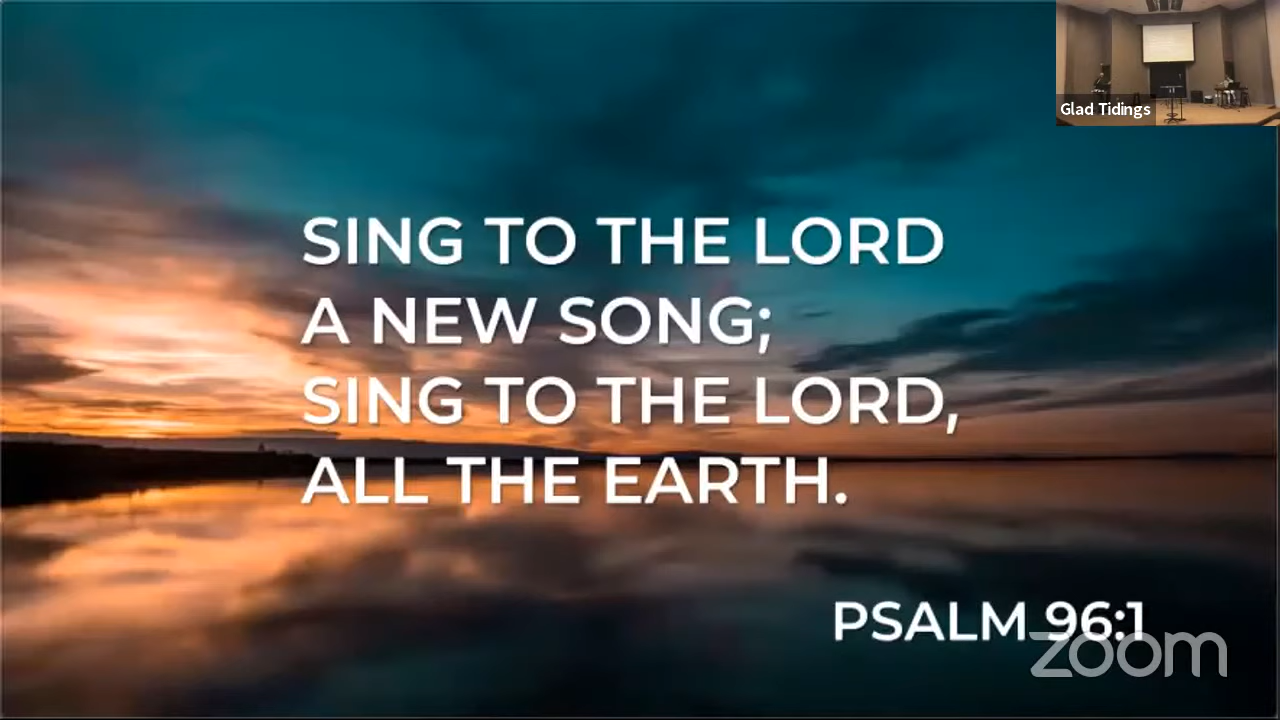 Glad Tidings
SING TO THE LORD
A NEW SONG;
SING TO THE LORD,
ALL THE EARTH.
PSALM 96:1
zoom